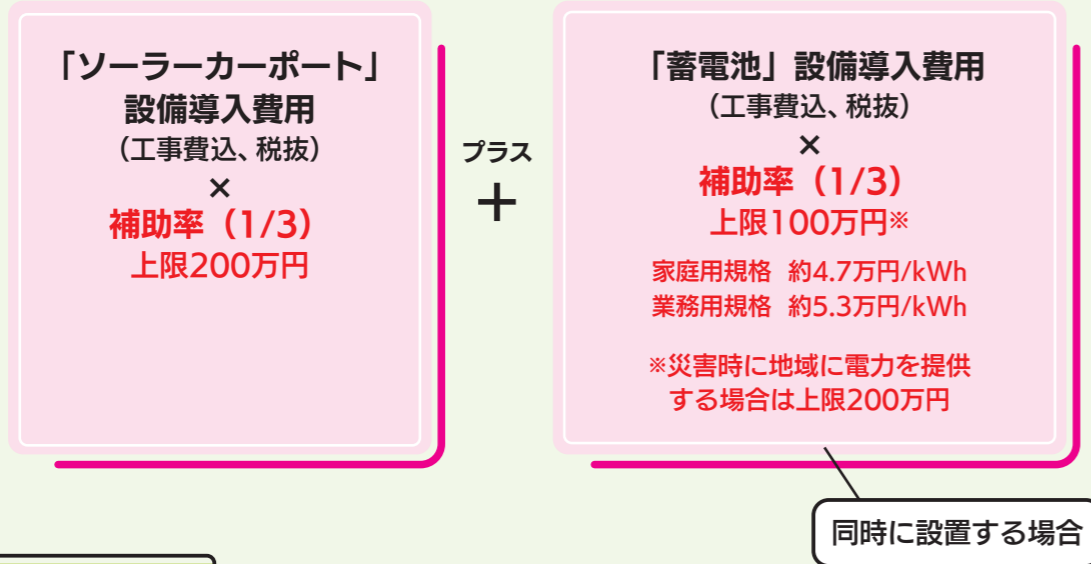 「ソーラーカーポート」
設備導入費用
（工事費込、税抜）
×
補助率（1/3）
上限200万円
プラス
＋
「蓄電池」設備導入費用
（工事費込、税抜）
×
補助率（1/3）
上限100万円※
家庭用規格 約4.7万円/kWh
業務用規格 約5.3万円/kWh
※災害時に地域に電力を提供
する場合は上限200万円
同時に設置する場合